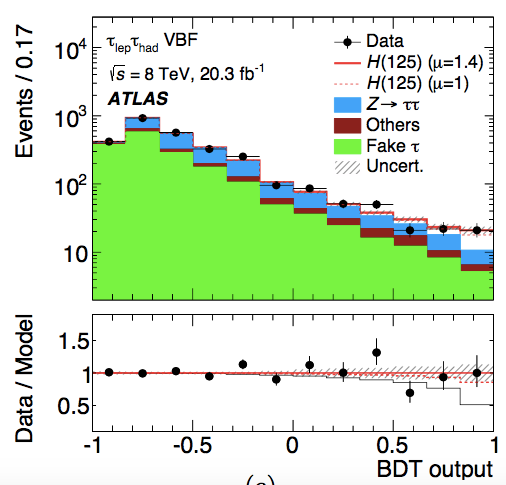 Events / 0.17
10⁴
10³
10²
10
τ_lep τ_had VBF
√s = 8 TeV, 20.3 fb⁻¹
ATLAS
Data
H(125) (μ=1.4)
H(125) (μ=1)
Z→ ττ
Others
Fake τ
Uncert.
Data / Model
1.5
1
0.5
-1 -0.5 0 0.5 1
BDT output